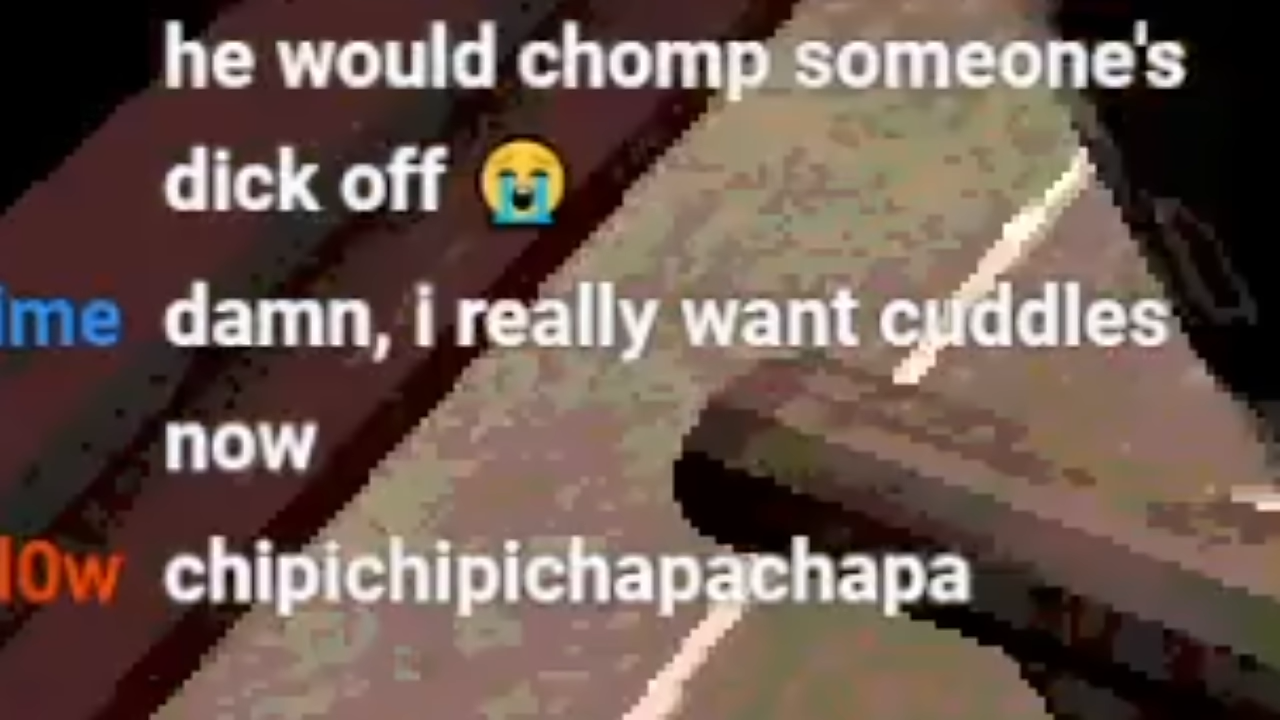 he would chomp someone's
dick off 😭
ime damn, i really want cuddles
now
l0w chipichipichapachapa